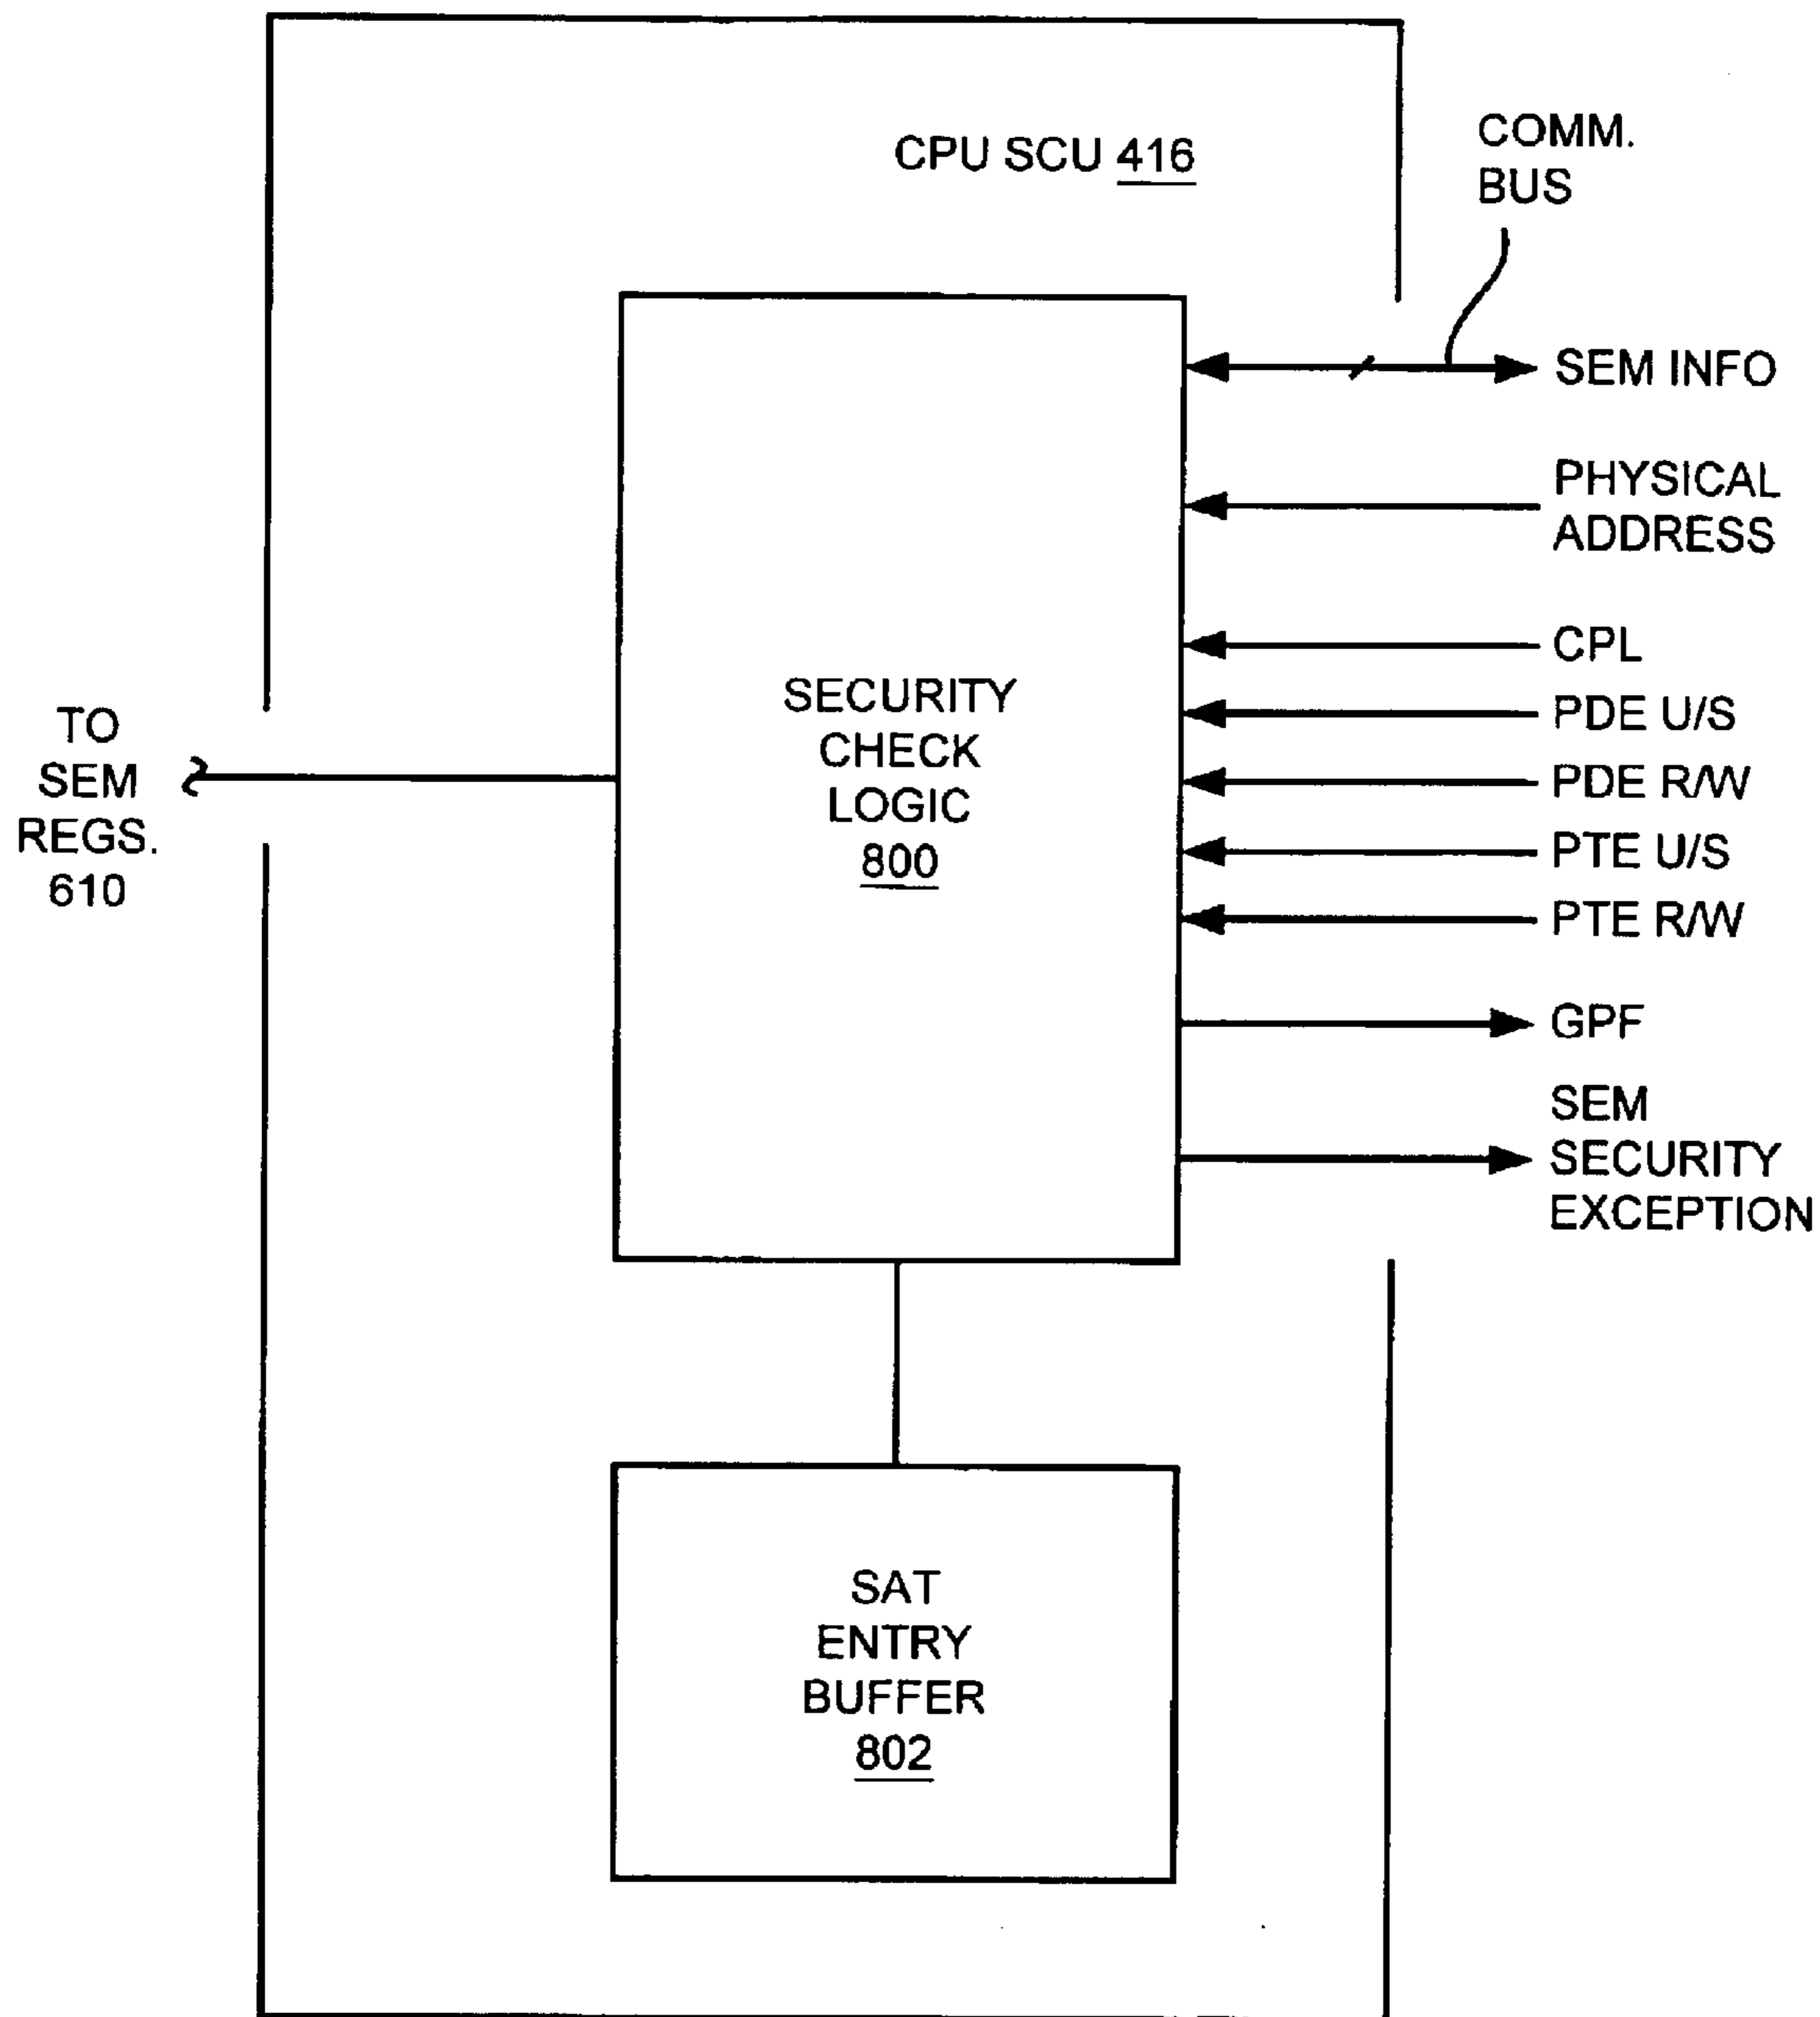 CPU SCU 416
COMM.
BUS
SEM INFO
PHYSICAL
ADDRESS
CPL
PDE U/S
PDE R/W
PTE U/S
PTE R/W
GPF
SEM
SECURITY
EXCEPTION
TO
SEM
REGS.
610
SECURITY
CHECK
LOGIC
800
SAT
ENTRY
BUFFER
802